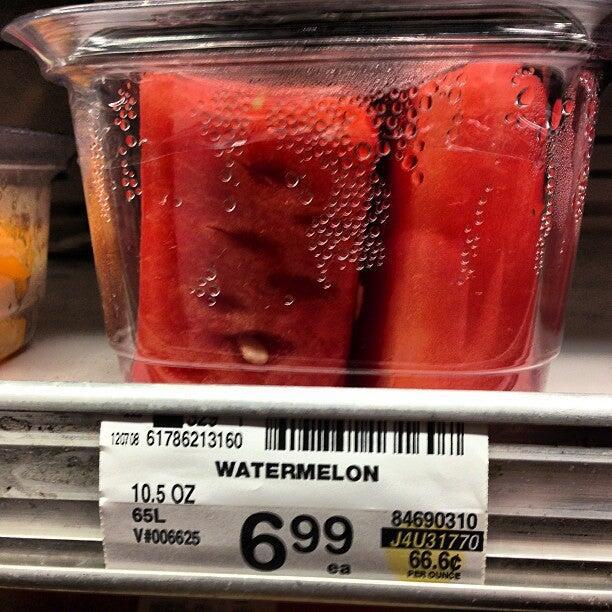 120708 61786213160
WATERMELON
10.5 OZ
65L
V#006625
6.99
ea
84690310
J4U31770
66.6¢
PER OUNCE